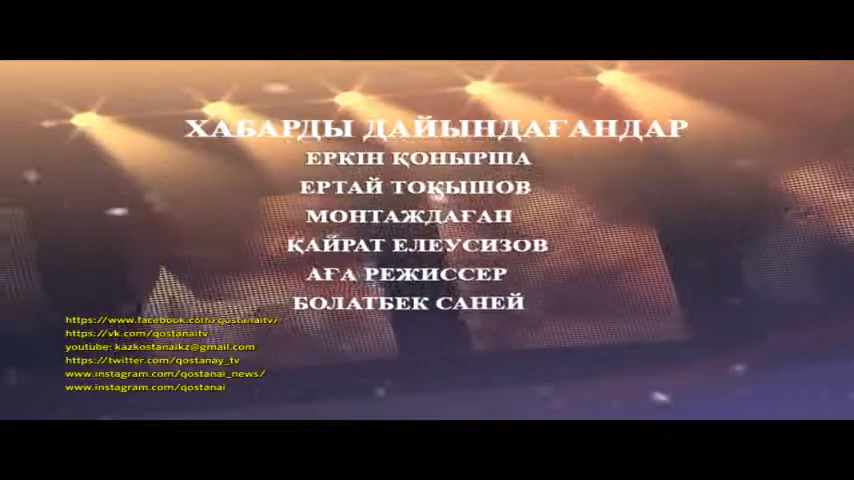 ХАБАРДЫ ДАЙЫНДАҒАНДАР
ЕРКІН ҚОНЫРША
ЕРТАЙ ТОҚЫШОВ
МОНТАЖДАҒАН
ҚАЙРАТ ЕЛЕУСИЗОВ
АҒА РЕЖИССЕР
БОЛАТБЕК САНЕЙ
https://www.facebook.com/qostanaitv/
https://vk.com/qostanaitv
youtube: kazkostanaikz@gmail.com
https://twitter.com/qostanay_tv
www.instagram.com/qostanai_news/
www.instagram.com/qostanai